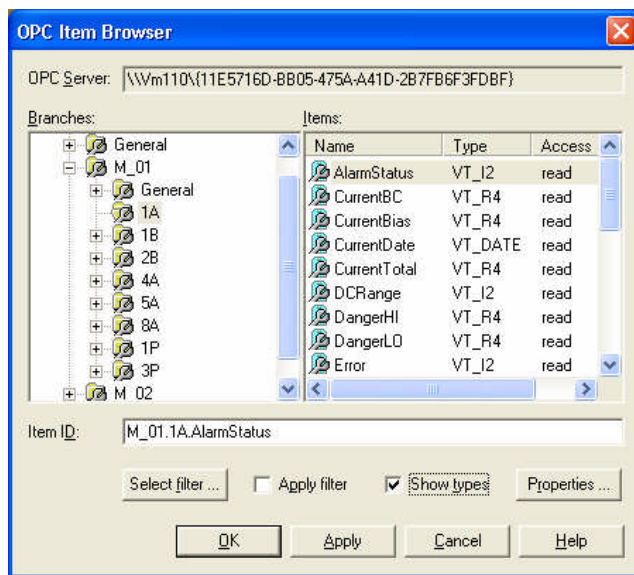 OPC Item Browser
OPC Server: \\Vm110\{11E5716D-BB05-475A-A41D-2B7FB6F3FDBF}
Branches:
General
M_01
General
1A
1B
2B
4A
5A
8A
1P
3P
M_02
Items:
Name Type Access
AlarmStatus VT_I2 read
CurrentBC VT_R4 read
CurrentBias VT_R4 read
CurrentDate VT_DATE read
CurrentTotal VT_R4 read
DCRange VT_I2 read
DangerHI VT_R4 read
DangerLO VT_R4 read
Error VT_I2 read
Item ID: M_01.1A.AlarmStatus
Select filter ... Apply filter Show types Properties ...
OK Apply Cancel Help